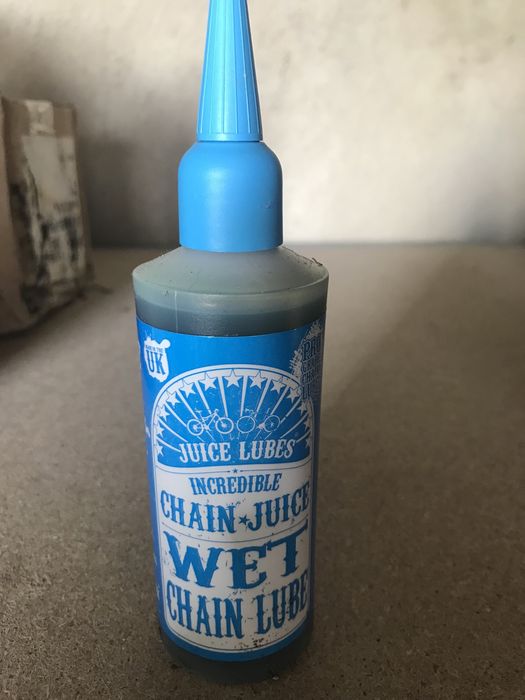 UK
JUICE LUBES
INCREDIBLE
CHAIN★JUICE
WET
CHAIN LUBE